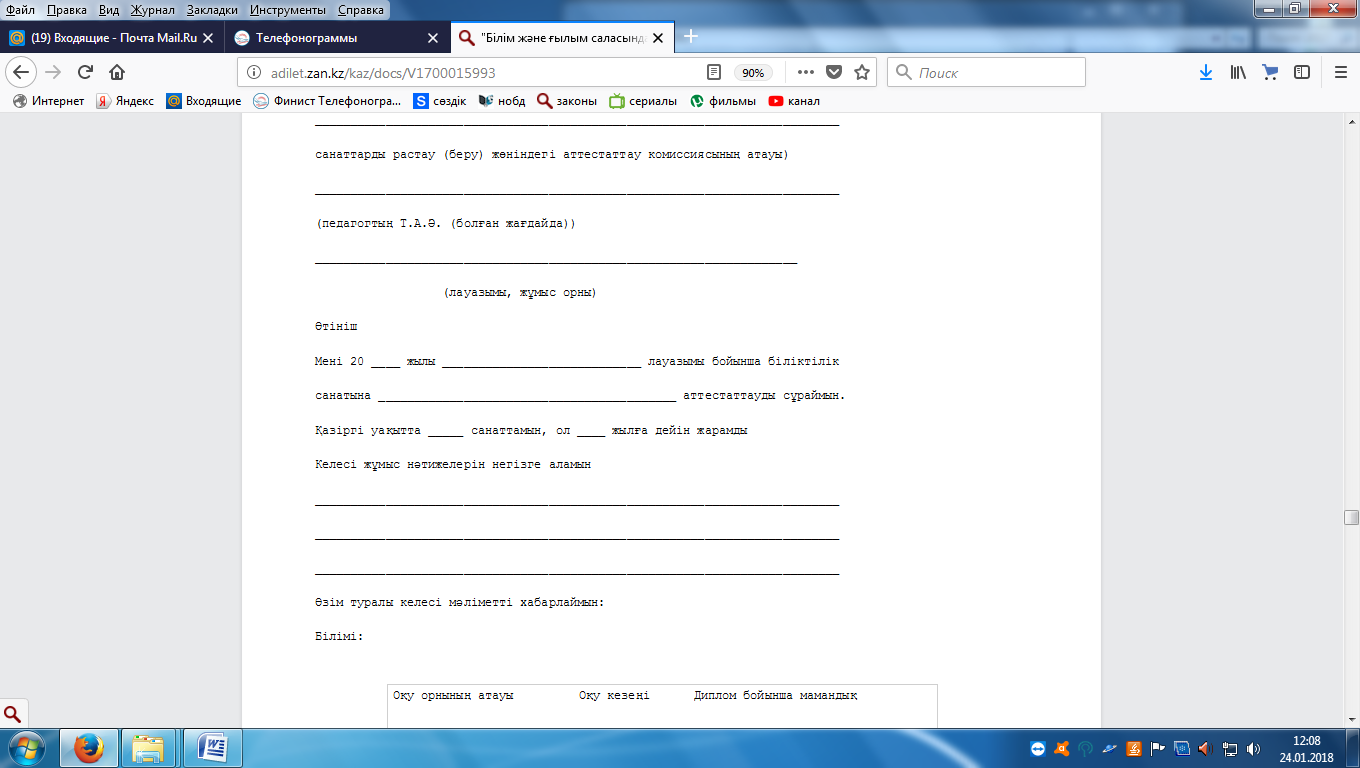 Файл Правка Вид Журнал Закладки Инструменты Справка
(19) Входящие - Почта Mail.Ru Телефонограммы "Білім және ғылым саласынд
adilet.zan.kz/kaz/docs/V1700015993 90% Поиск
Интернет Яндекс Входящие Финист Телефоногра... сөздік нобд законы сериалы фильмы канал
санаттарды растау (беру) жөніндегі аттестаттау комиссиясының атауы)
(педагогтың Т.А.Ә. (болған жағдайда))
(лауазымы, жұмыс орны)
Өтініш
Мені 20 ____ жылы ____________________________ лауазымы бойынша біліктілік
санатына __________________________________________ аттестаттауды сұраймын.
Қазіргі уақытта _____ санаттамын, ол ____ жылға дейін жарамды
Келесі жұмыс нәтижелерін негізге аламын
Өзім туралы келесі мәліметті хабарлаймын:
Білімі:
Оқу орнының атауы Оқу кезеңі Диплом бойынша мамандық
12:08
24.01.2018